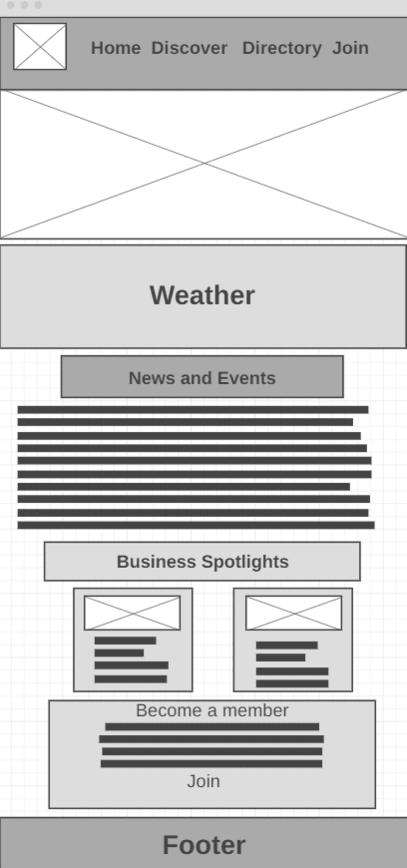 Home Discover Directory Join
Weather
News and Events
Business Spotlights
Become a member
Join
Footer